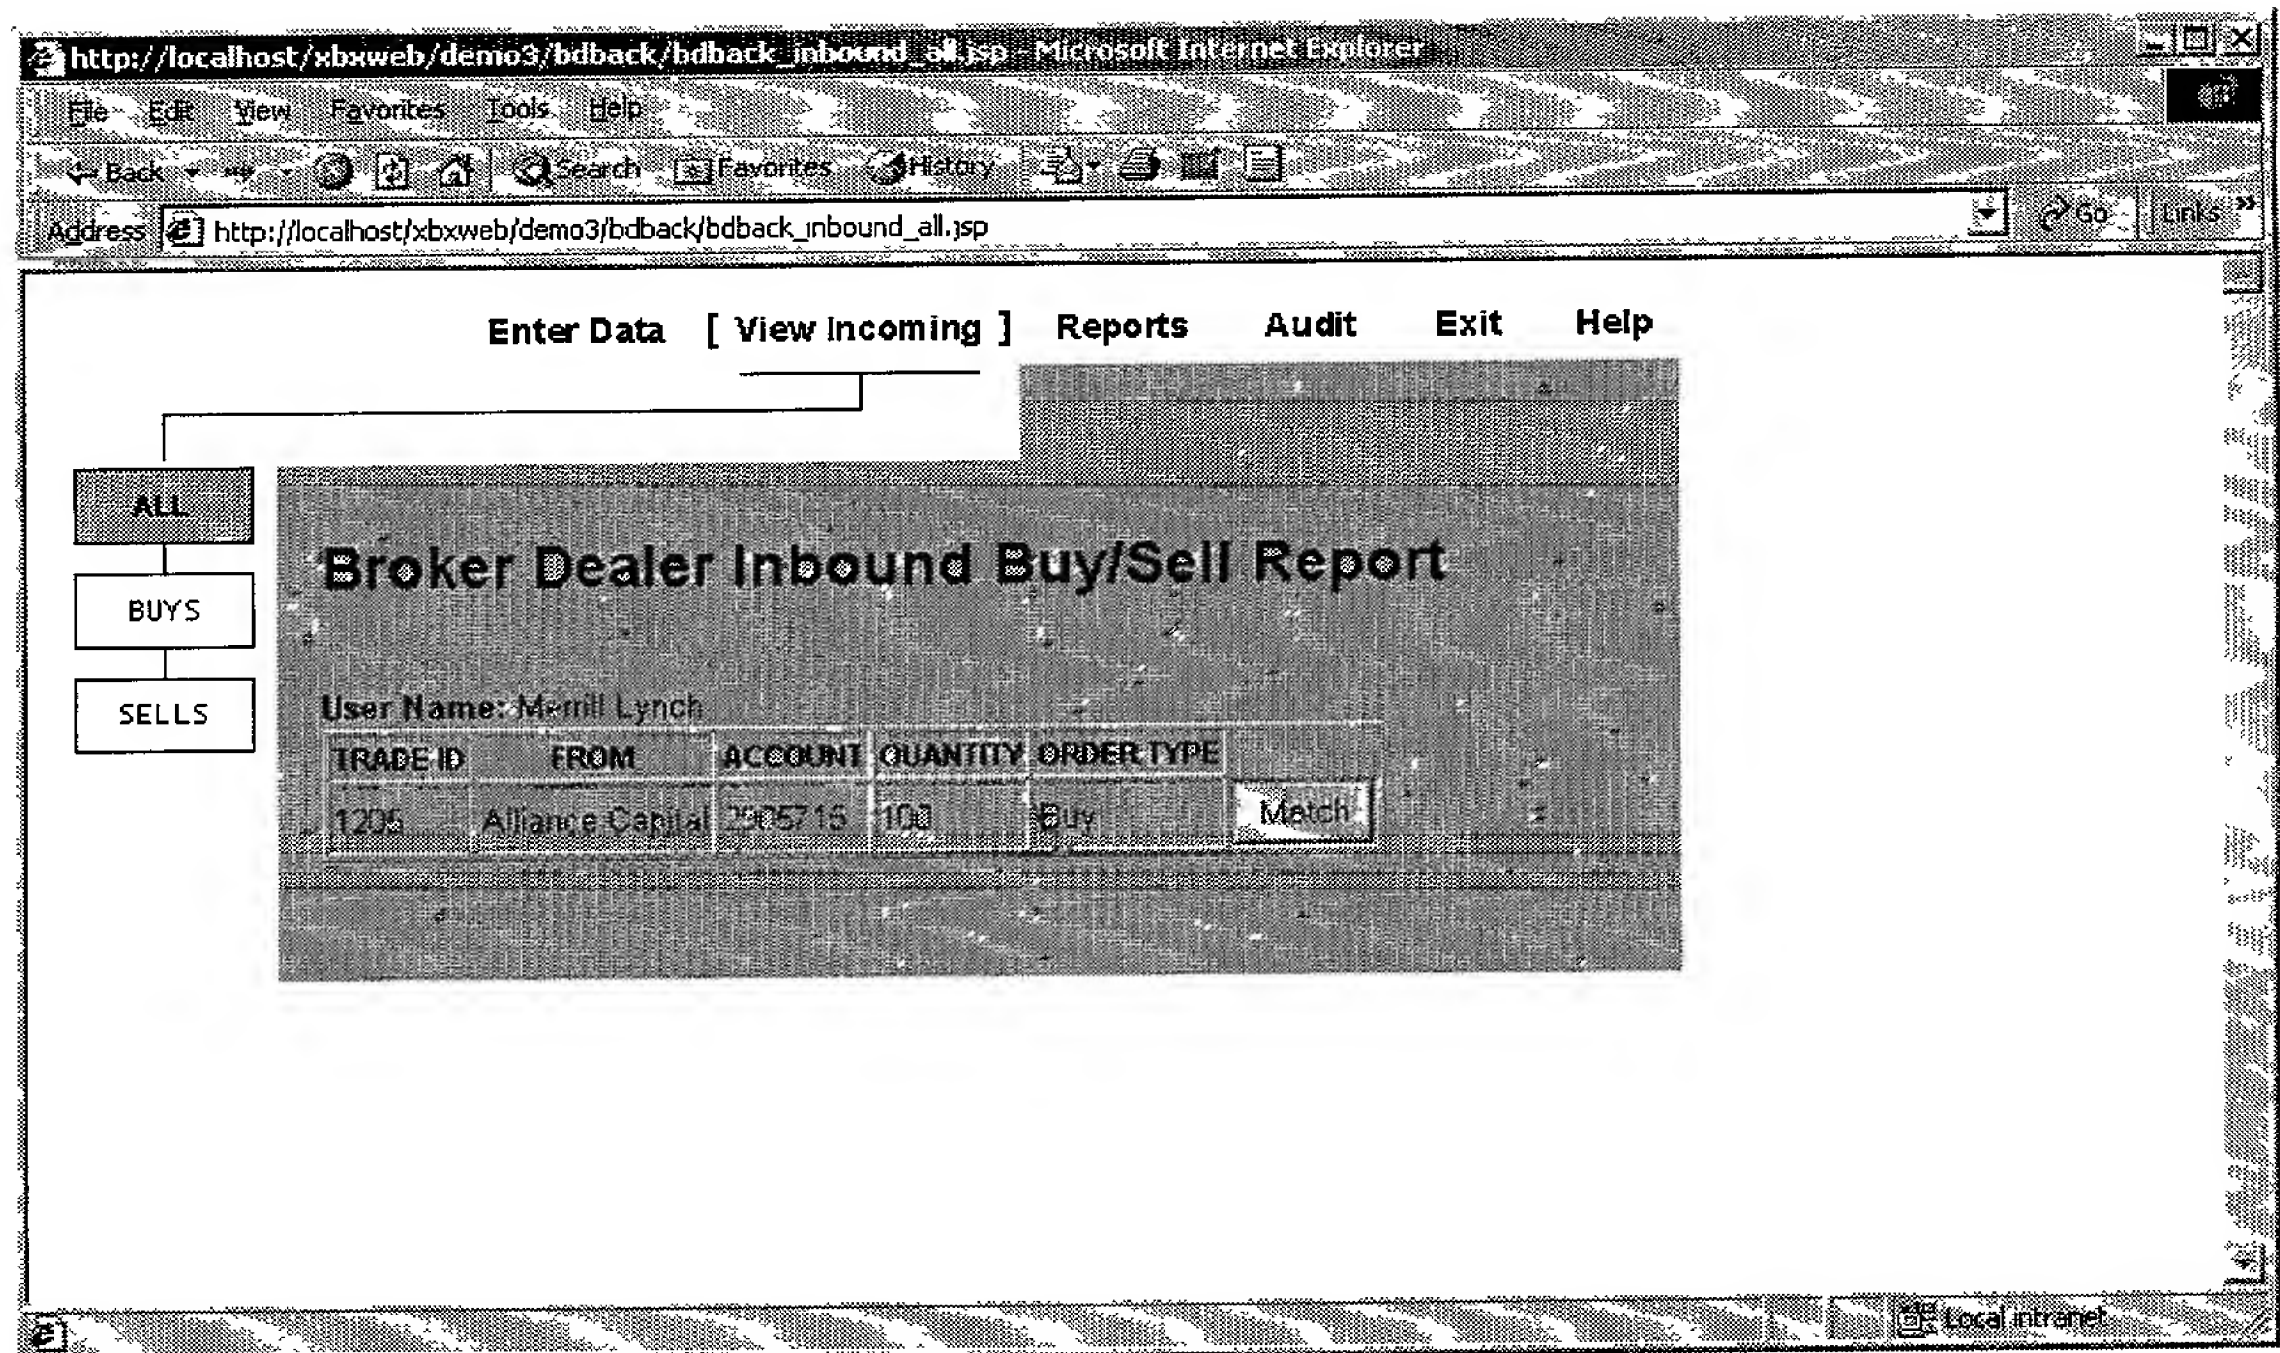 http://localhost/xbxweb/demo3/bdback/bdback_inbound_all.jsp - Microsoft Internet Explorer
File Edit View Favorites Tools Help
Back Search Favorites History
Address http://localhost/xbxweb/demo3/bdback/bdback_inbound_all.jsp Go Links »
Enter Data [ View Incoming ] Reports Audit Exit Help
ALL
BUYS
SELLS
Broker Dealer Inbound Buy/Sell Report
User Name: Merrill Lynch
TRADE ID FROM ACCOUNT QUANTITY ORDER TYPE
1205 Alliance Capital 100 Buy Match
Local intranet